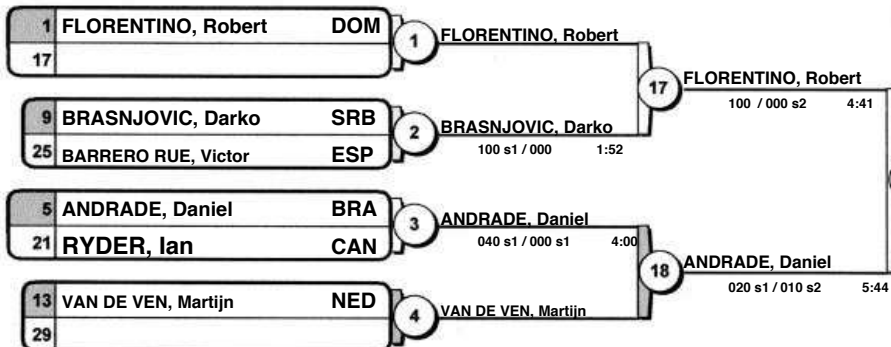 1 FLORENTINO, Robert DOM
17
1
FLORENTINO, Robert
9 BRASNJOVIC, Darko SRB
25 BARRERO RUE, Victor ESP
2
BRASNJOVIC, Darko
100 s1 / 000 1:52
17
FLORENTINO, Robert
100 / 000 s2 4:41
5 ANDRADE, Daniel BRA
21 RYDER, Ian CAN
3
ANDRADE, Daniel
040 s1 / 000 s1 4:00
13 VAN DE VEN, Martijn NED
29
4
VAN DE VEN, Martijn
18
ANDRADE, Daniel
020 s1 / 010 s2 5:44